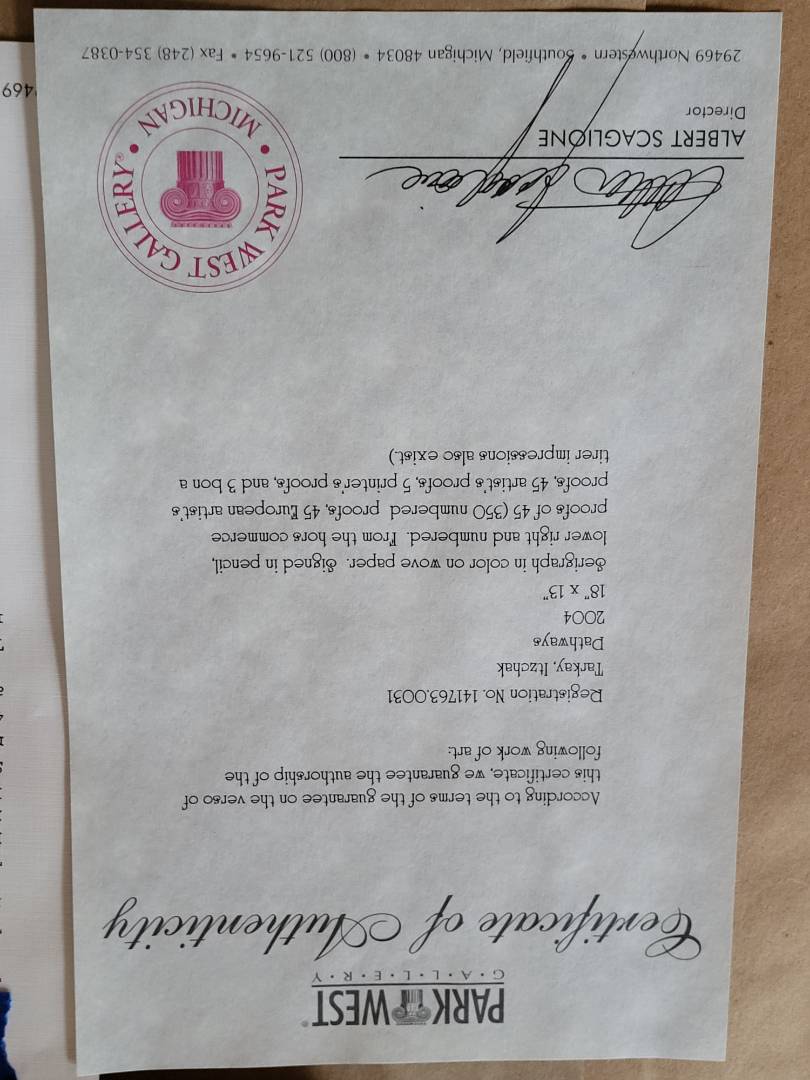 PARK WEST®
G·A·L·L·E·R·Y
Certificate of Authenticity
According to the terms of the guarantee on the verso of
this certificate, we guarantee the authorship of the
following work of art:
Registration No. 141763.0031
Tarkay, Itzchak
Pathways
2004
18" x 13"
Serigraph in color on wove paper. Signed in pencil,
lower right and numbered. From the hors commerce
proofs of 45 (350 numbered proofs, 45 European artist's
proofs, 45 artist's proofs, 5 printer's proofs, and 3 bon a
tirer impressions also exist.)
ALBERT SCAGLIONE
Director
PARK WEST GALLERY® • MICHIGAN •
29469 Northwestern • Southfield, Michigan 48034 • (800) 521-9654 • Fax (248) 354-0387